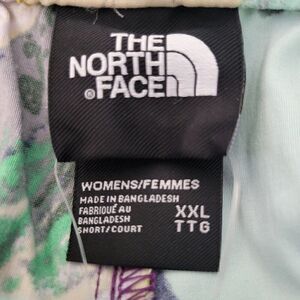 THE
NORTH
®FACE
WOMENS/FEMMES
MADE IN BANGLADESH
FABRIQUÉ AU
BANGLADESH
SHORT/COURT
XXL
TTG